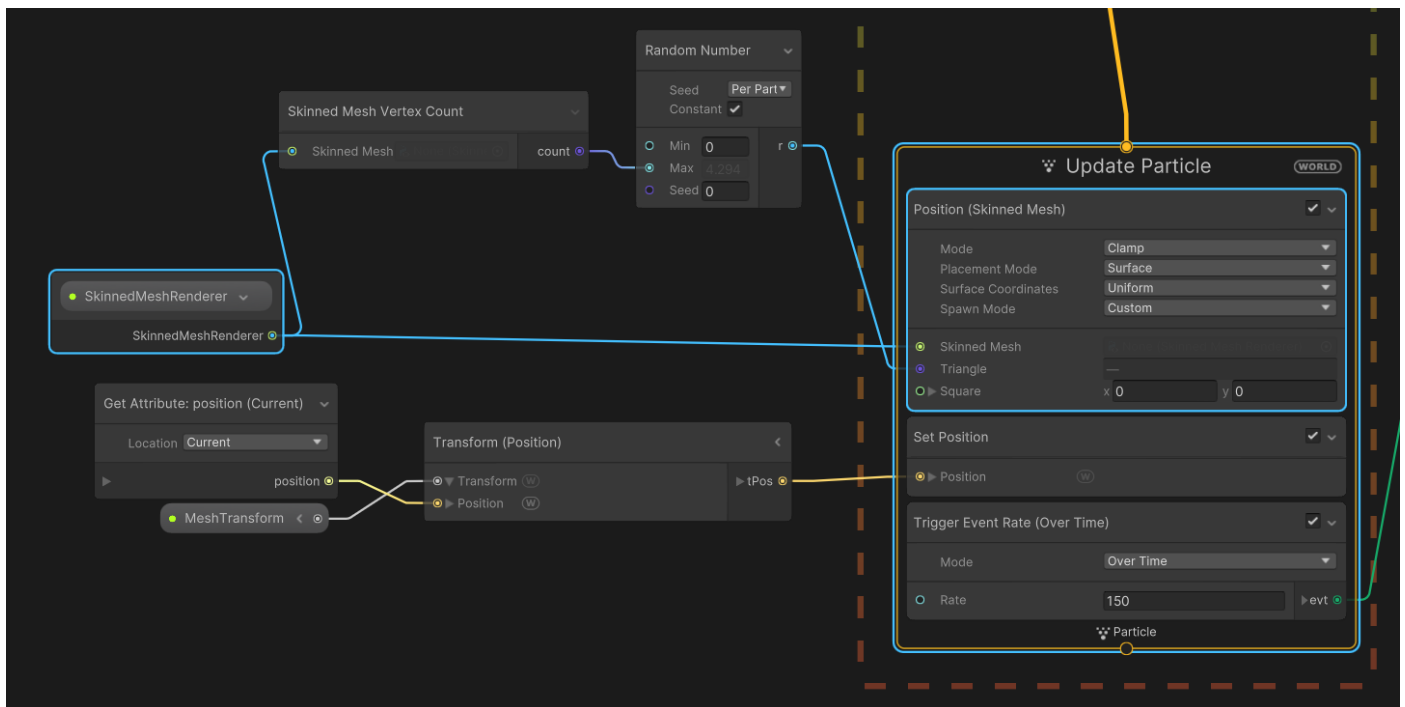 Random Number
Seed Per Part
Constant
Min 0 r
Max 4.294
Seed 0
Skinned Mesh Vertex Count
Skinned Mesh count
SkinnedMeshRenderer
SkinnedMeshRenderer
Get Attribute: position (Current)
Location Current
position
MeshTransform
Transform (Position)
Transform W
Position W
tPos
Update Particle WORLD
Position (Skinned Mesh)
Mode Clamp
Placement Mode Surface
Surface Coordinates Uniform
Spawn Mode Custom
Skinned Mesh
Triangle —
Square x 0 y 0
Set Position
Position W
Trigger Event Rate (Over Time)
Mode Over Time
Rate 150 evt
Particle